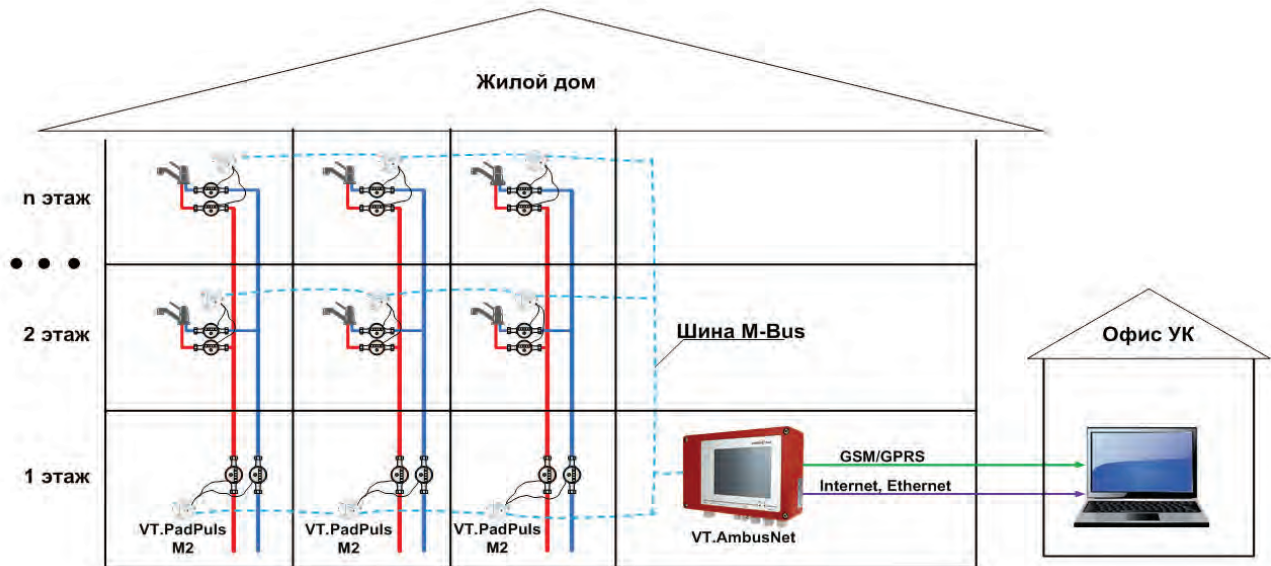 Жилой дом
n этаж
2 этаж
Шина M-Bus
Офис УК
1 этаж
GSM/GPRS
Internet, Ethernet
VT.PadPuls
M2
VT.PadPuls
M2
VT.PadPuls
M2
VT.AmbusNet